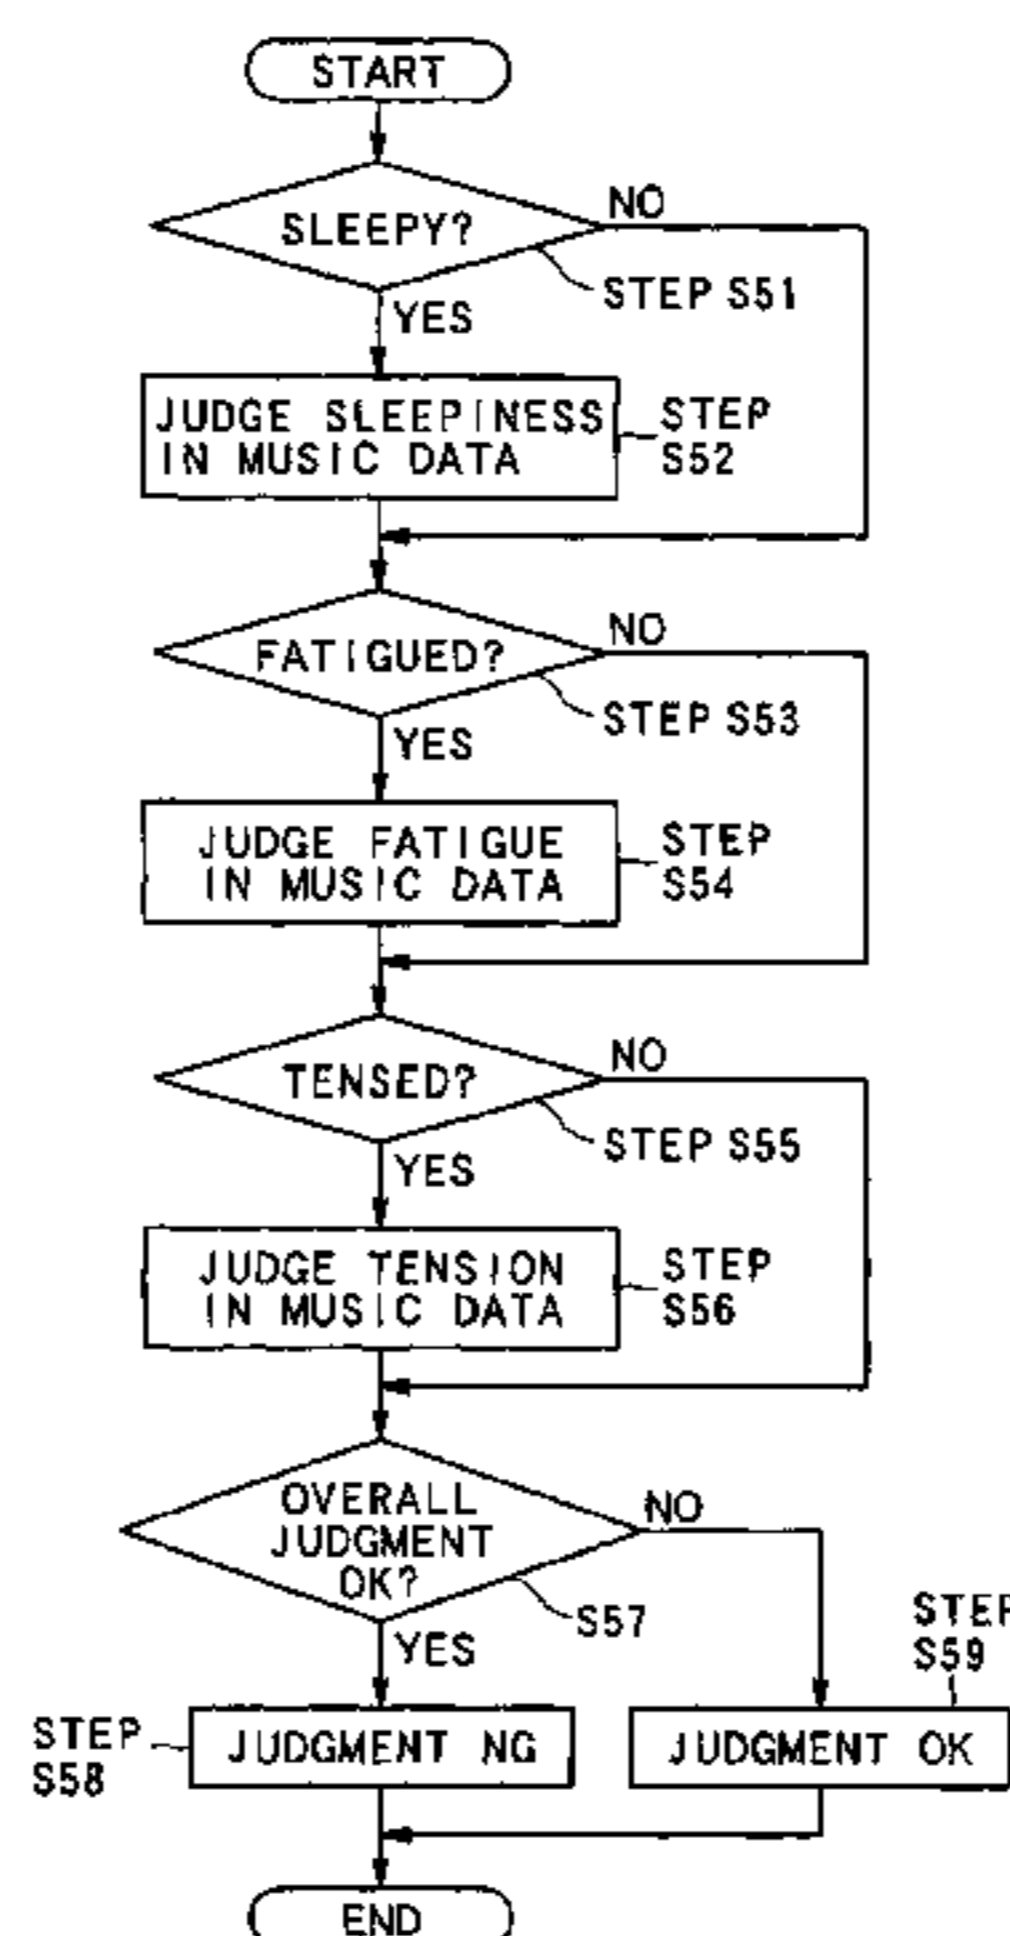 START
SLEEPY?
NO
STEP S51
YES
JUDGE SLEEPINESS
IN MUSIC DATA
STEP
S52
FATIGUED?
NO
STEP S53
YES
JUDGE FATIGUE
IN MUSIC DATA
STEP
S54
TENSED?
NO
STEP S55
YES
JUDGE TENSION
IN MUSIC DATA
STEP
S56
OVERALL
JUDGMENT
OK?
NO
S57
YES
STEP
S59
STEP
S58
JUDGMENT NG
JUDGMENT OK
END